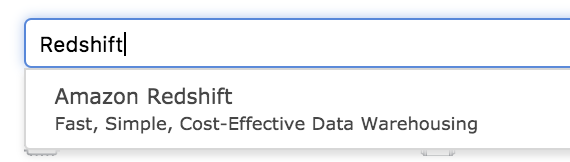 Redshift
Amazon Redshift
Fast, Simple, Cost-Effective Data Warehousing